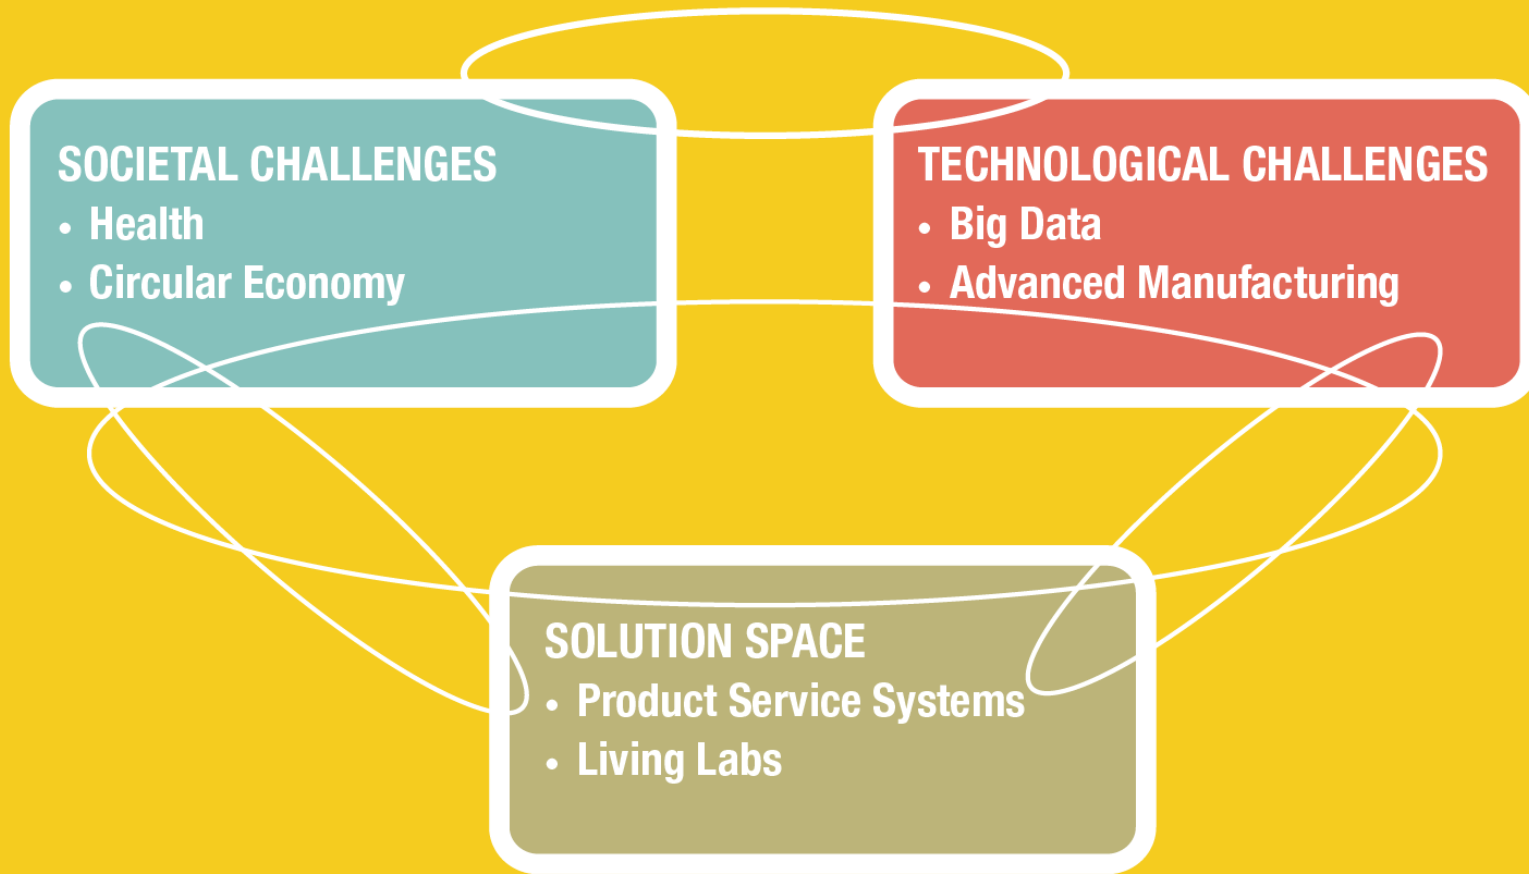 SOCIETAL CHALLENGES
• Health
• Circular Economy
TECHNOLOGICAL CHALLENGES
• Big Data
• Advanced Manufacturing
SOLUTION SPACE
• Product Service Systems
• Living Labs